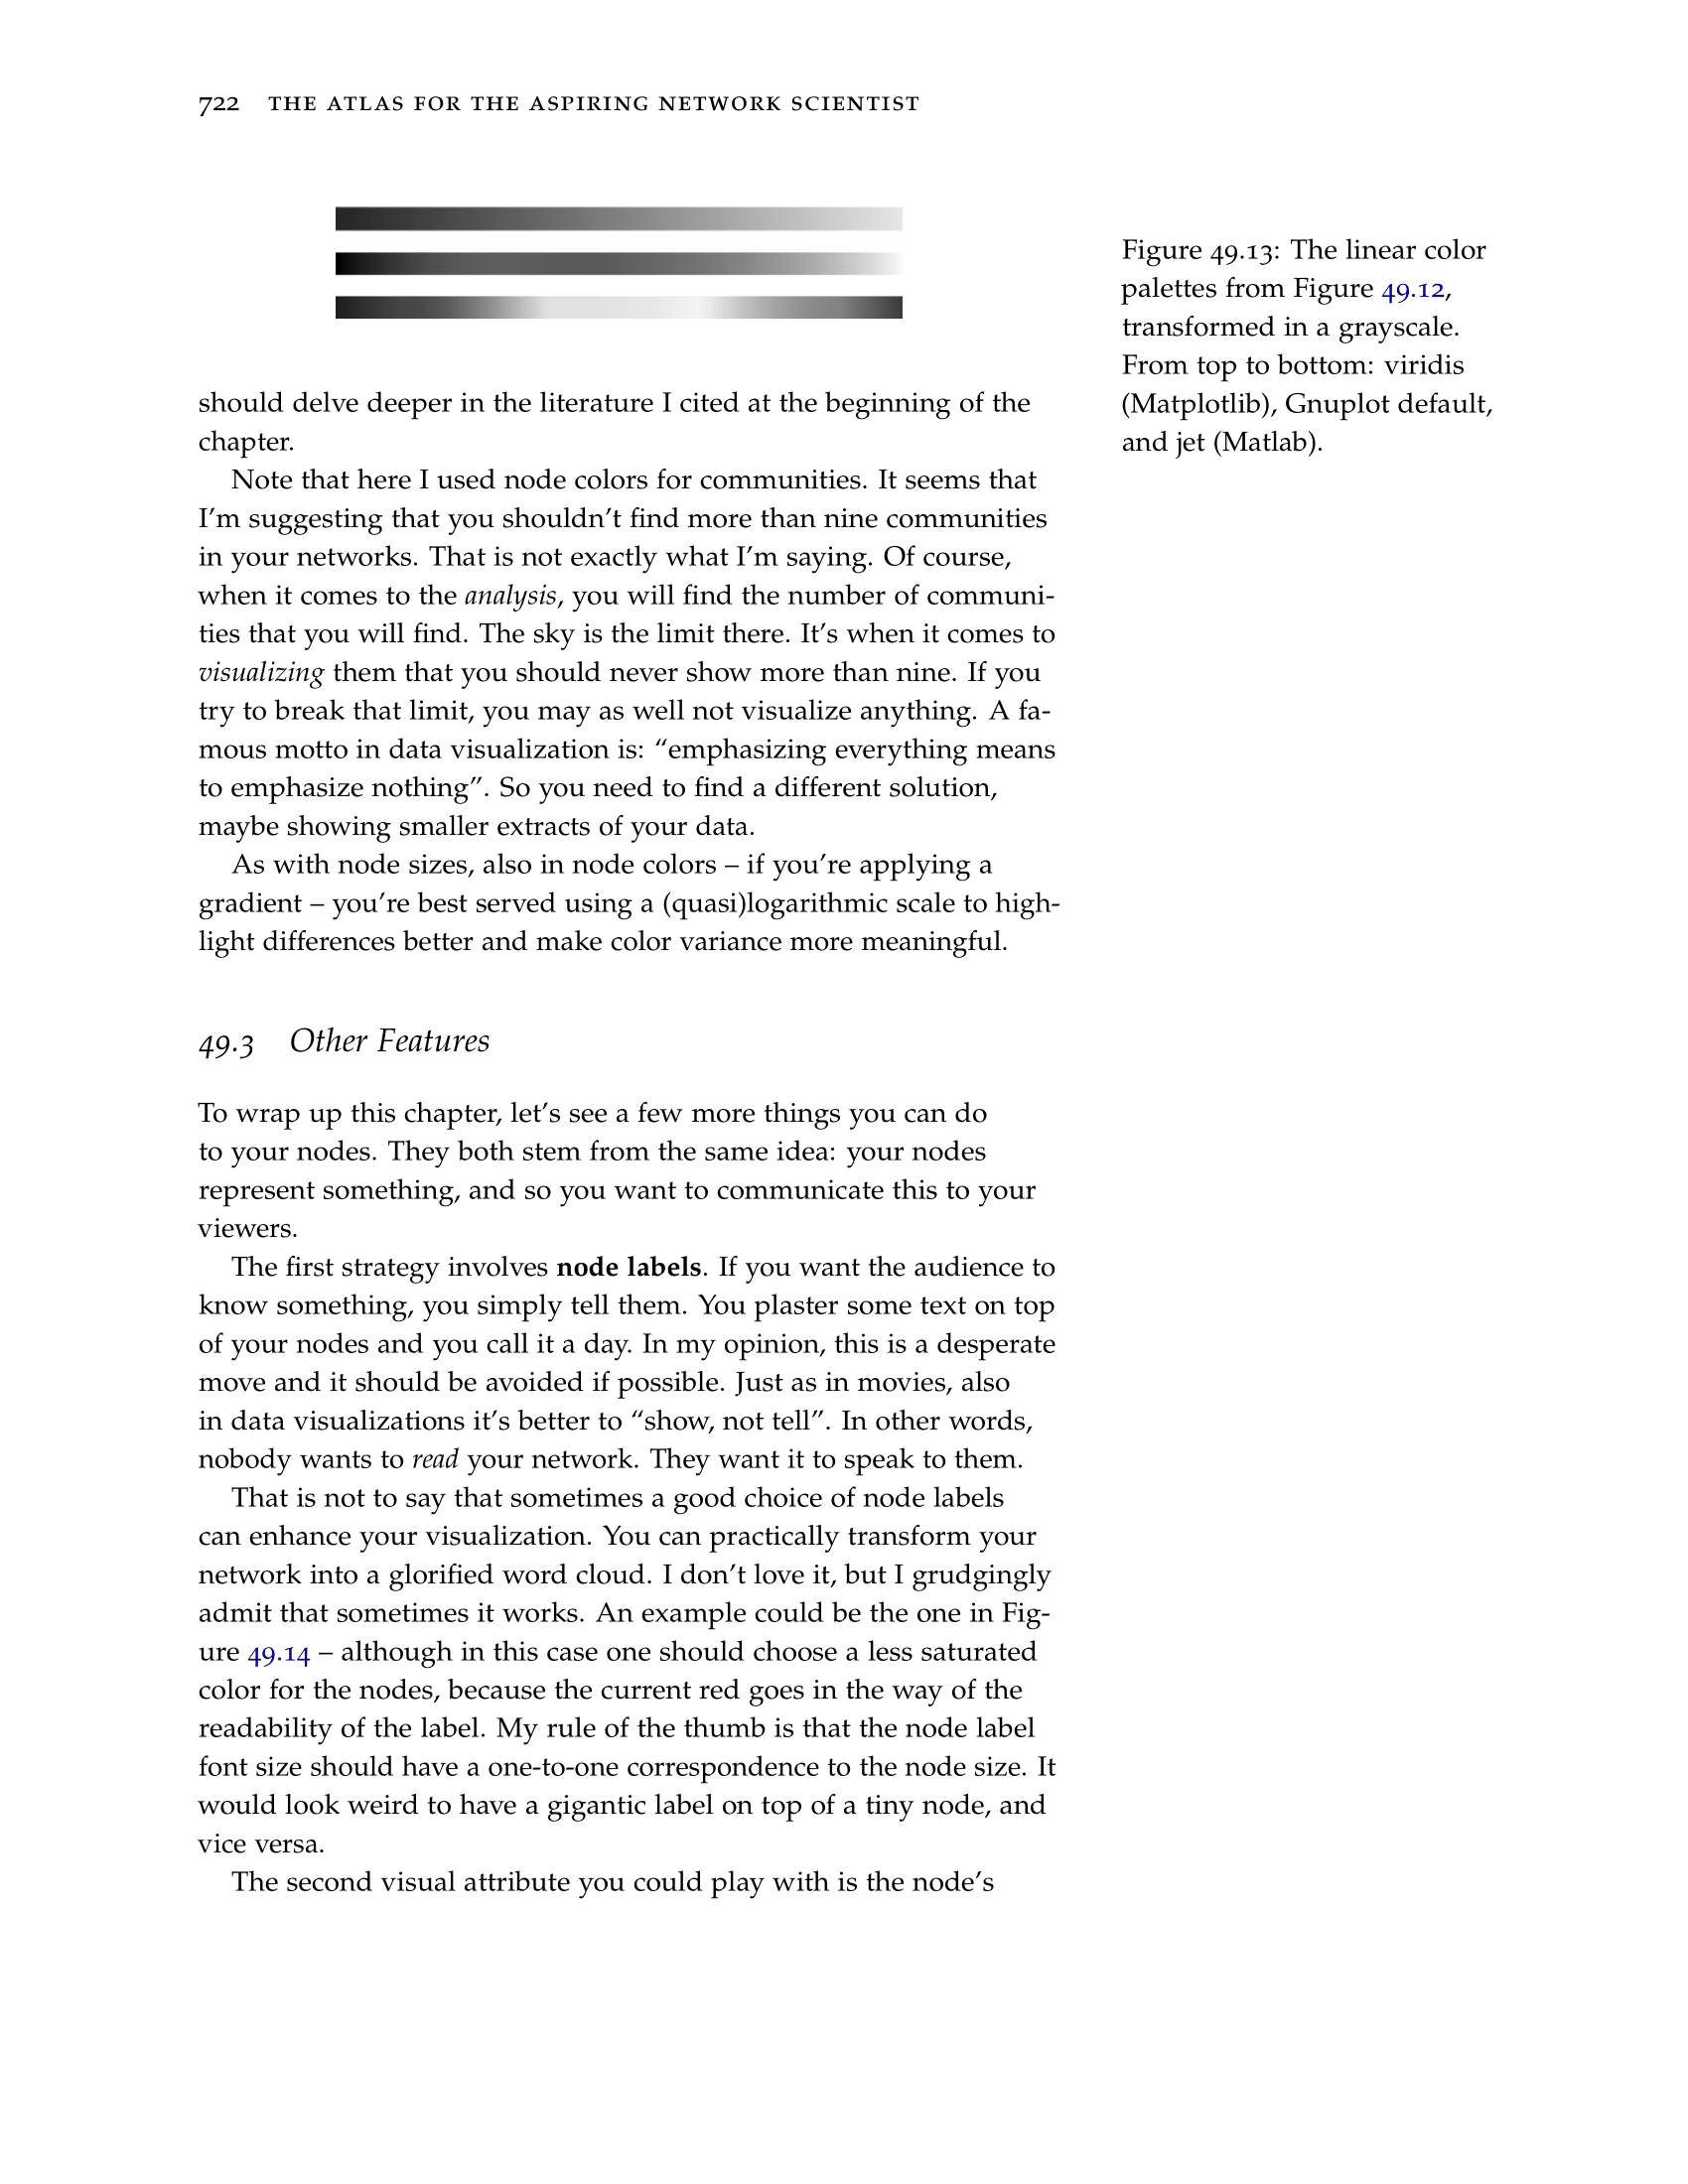 722 THE ATLAS FOR THE ASPIRING NETWORK SCIENTIST
Figure 49.13: The linear color
palettes from Figure 49.12,
transformed in a grayscale.
From top to bottom: viridis
(Matplotlib), Gnuplot default,
and jet (Matlab).
should delve deeper in the literature I cited at the beginning of the
chapter.
Note that here I used node colors for communities. It seems that
I'm suggesting that you shouldn't find more than nine communities
in your networks. That is not exactly what I'm saying. Of course,
when it comes to the analysis, you will find the number of communi-
ties that you will find. The sky is the limit there. It's when it comes to
visualizing them that you should never show more than nine. If you
try to break that limit, you may as well not visualize anything. A fa-
mous motto in data visualization is: "emphasizing everything means
to emphasize nothing". So you need to find a different solution,
maybe showing smaller extracts of your data.
As with node sizes, also in node colors – if you're applying a
gradient – you're best served using a (quasi)logarithmic scale to high-
light differences better and make color variance more meaningful.
49.3 Other Features
To wrap up this chapter, let's see a few more things you can do
to your nodes. They both stem from the same idea: your nodes
represent something, and so you want to communicate this to your
viewers.
The first strategy involves node labels. If you want the audience to
know something, you simply tell them. You plaster some text on top
of your nodes and you call it a day. In my opinion, this is a desperate
move and it should be avoided if possible. Just as in movies, also
in data visualizations it's better to "show, not tell". In other words,
nobody wants to read your network. They want it to speak to them.
That is not to say that sometimes a good choice of node labels
can enhance your visualization. You can practically transform your
network into a glorified word cloud. I don't love it, but I grudgingly
admit that sometimes it works. An example could be the one in Fig-
ure 49.14 – although in this case one should choose a less saturated
color for the nodes, because the current red goes in the way of the
readability of the label. My rule of the thumb is that the node label
font size should have a one-to-one correspondence to the node size. It
would look weird to have a gigantic label on top of a tiny node, and
vice versa.
The second visual attribute you could play with is the node's